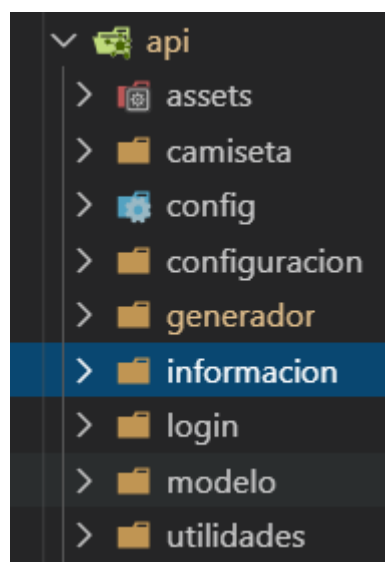 api
assets
camiseta
config
configuracion
generador
informacion
login
modelo
utilidades